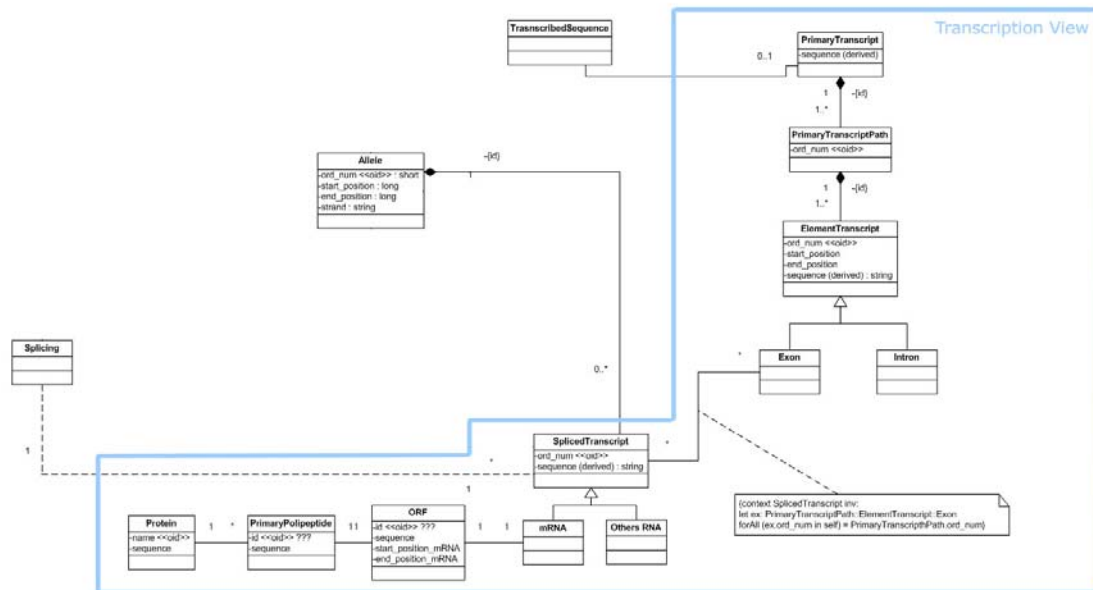 Transcription View
TrasnscribedSequence
PrimaryTranscript
-sequence (derived)
0..1
1
-{id}
1..*
PrimaryTranscriptPath
-ord_num <<oid>>
1
-{id}
1..*
Allele
-ord_num <<oid>> : short
-start_position : long
-end_position : long
-strand : string
-{id}
1
ElementTranscript
-ord_num <<oid>>
-start_position
-end_position
-sequence (derived) : string
Splicing
Exon
Intron
*
0..*
1
*
SplicedTranscript
-ord_num <<oid>>
-sequence (derived) : string
*
1
{context SplicedTranscript inv:
let ex: PrimaryTranscriptPath::ElementTranscript::Exon
forAll (ex.ord_num in self) = PrimaryTranscripthPath.ord_num}
Protein
-name <<oid>>
-sequence
1
*
PrimaryPolipeptide
-id <<oid>> ???
-sequence
11
ORF
-id <<oid>> ???
-sequence
-start_position_mRNA
-end_position_mRNA
1
1
mRNA
Others RNA